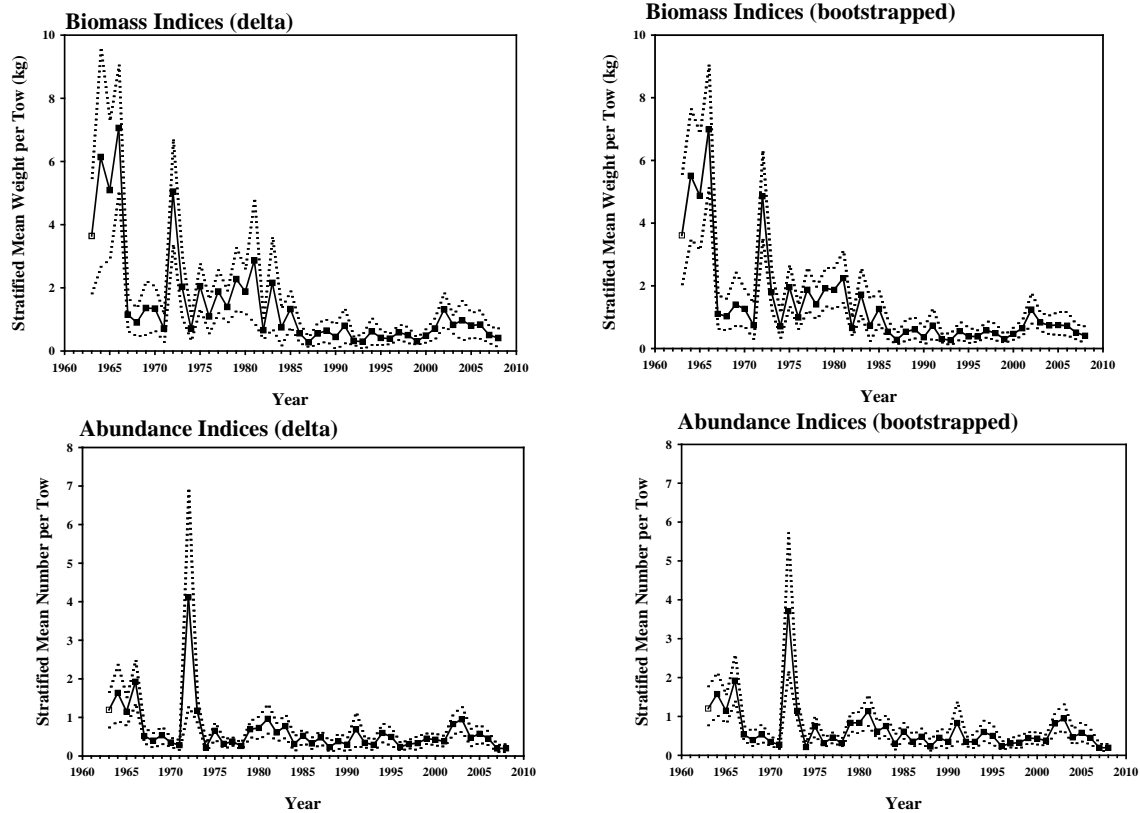 Biomass Indices (delta)
Stratified Mean Weight per Tow (kg)
10
8
6
4
2
0
1960 1965 1970 1975 1980 1985 1990 1995 2000 2005 2010
Year
Biomass Indices (bootstrapped)
Stratified Mean Weight per Tow (kg)
10
8
6
4
2
0
1960 1965 1970 1975 1980 1985 1990 1995 2000 2005 2010
Year
Abundance Indices (delta)
Stratified Mean Number per Tow
8
7
6
5
4
3
2
1
0
1960 1965 1970 1975 1980 1985 1990 1995 2000 2005 2010
Year
Abundance Indices (bootstrapped)
Stratified Mean Number per Tow
8
7
6
5
4
3
2
1
0
1960 1965 1970 1975 1980 1985 1990 1995 2000 2005 2010
Year